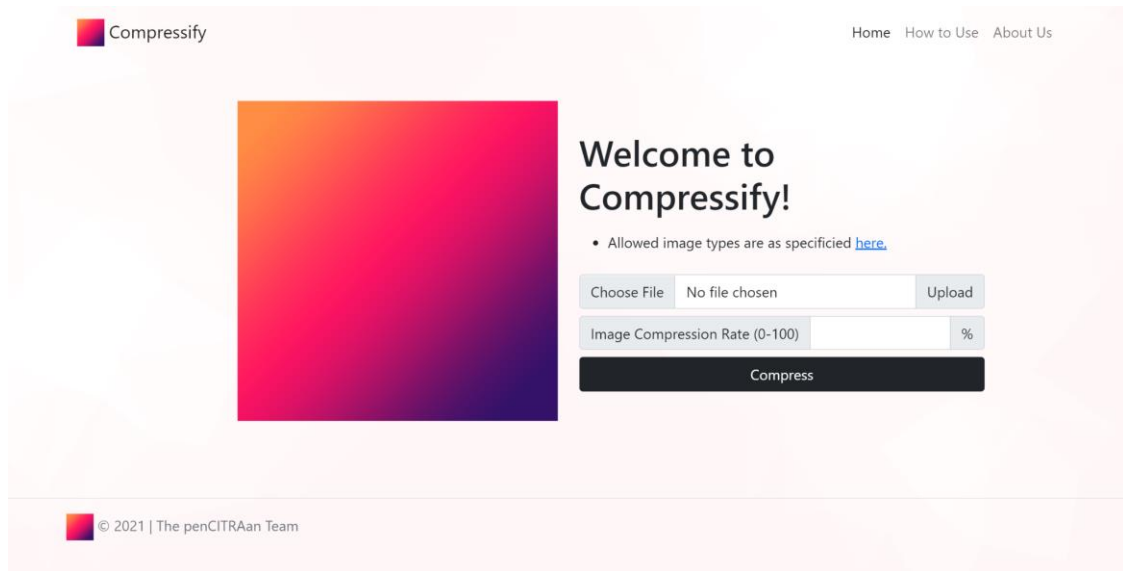 Compressify
Home How to Use About Us
Welcome to
Compressify!
• Allowed image types are as specificied here.
Choose File No file chosen Upload
Image Compression Rate (0-100) %
Compress
© 2021 | The penCITRAan Team